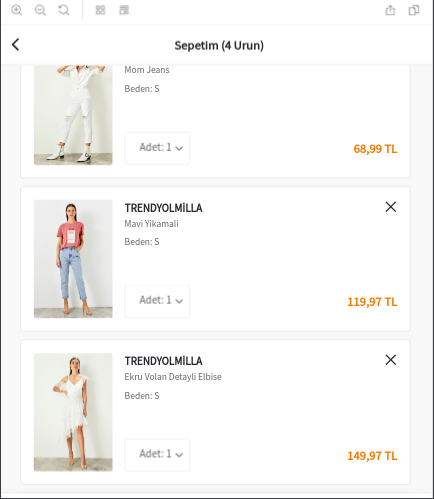 Sepetim (4 Urun)
Mom Jeans
Beden: S
Adet: 1
68,99 TL
TRENDYOLMİLLA
Mavi Yikamali
Beden: S
Adet: 1
119,97 TL
TRENDYOLMİLLA
Ekru Volan Detayli Elbise
Beden: S
Adet: 1
149,97 TL